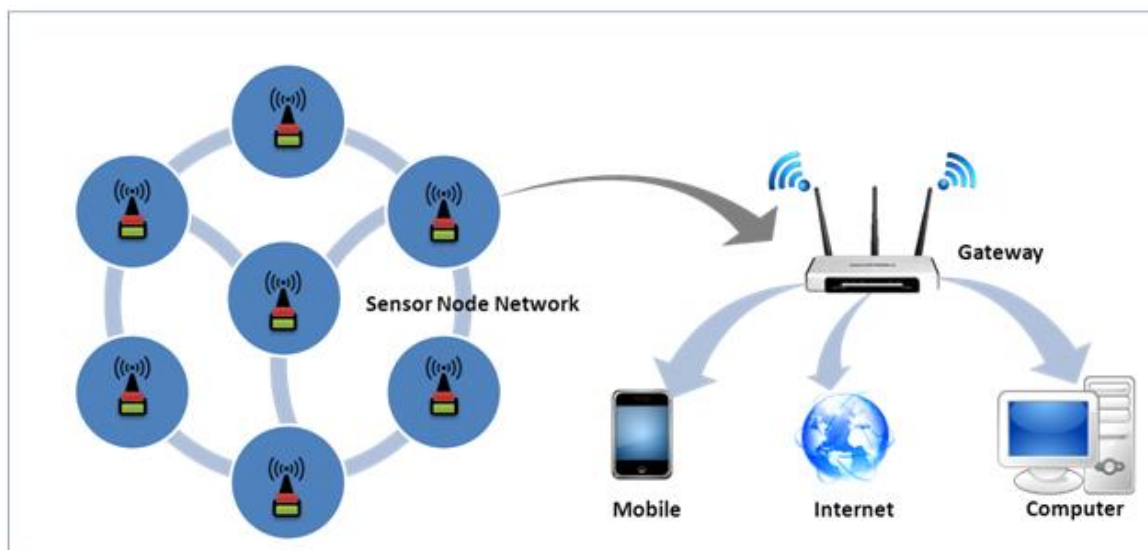 Sensor Node Network
Gateway
Mobile
Internet
Computer